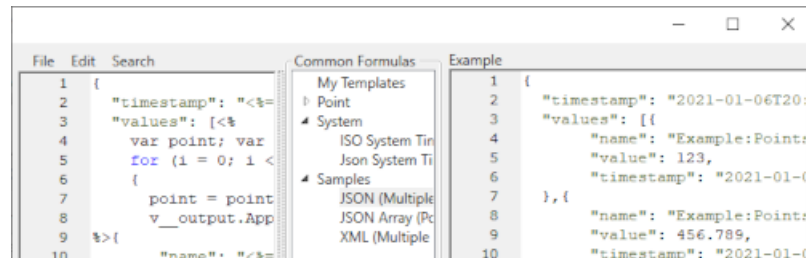 File Edit Search
1 {
2 "timestamp": "<%=
3 "values": [<%
4 var point; var
5 for (i = 0; i <
6 {
7 point = point
8 v__output.App
9 %>{
10 "name": "<%=
Common Formulas
My Templates
Point
System
ISO System Tin
Json System Ti
Samples
JSON (Multiple
JSON Array (Po
XML (Multiple
Example
1 {
2 "timestamp": "2021-01-06T20:
3 "values": [{
4 "name": "Example:Points
5 "value": 123,
6 "timestamp": "2021-01-0
7 },{
8 "name": "Example:Points
9 "value": 456.789,
10 "timestamp": "2021-01-0